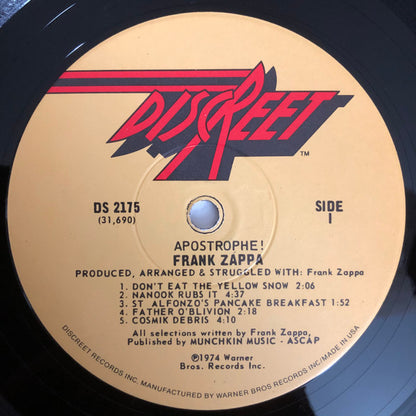 DISCREET
TM
DS 2175
(31,690)
SIDE
1
APOSTROPHE!
FRANK ZAPPA
PRODUCED, ARRANGED & STRUGGLED WITH: Frank Zappa
1. DON'T EAT THE YELLOW SNOW 2:06
2. NANOOK RUBS IT 4:37
3. ST ALFONZO'S PANCAKE BREAKFAST 1:52
4. FATHER O'BLIVION 2:18
5. COSMIK DEBRIS 4:10
All selections written by Frank Zappa,
Published by MUNCHKIN MUSIC - ASCAP
℗1974 Warner
Bros. Records Inc.
DISCREET RECORDS INC. MANUFACTURED BY WARNER BROS RECORDS INC/MADE IN USA